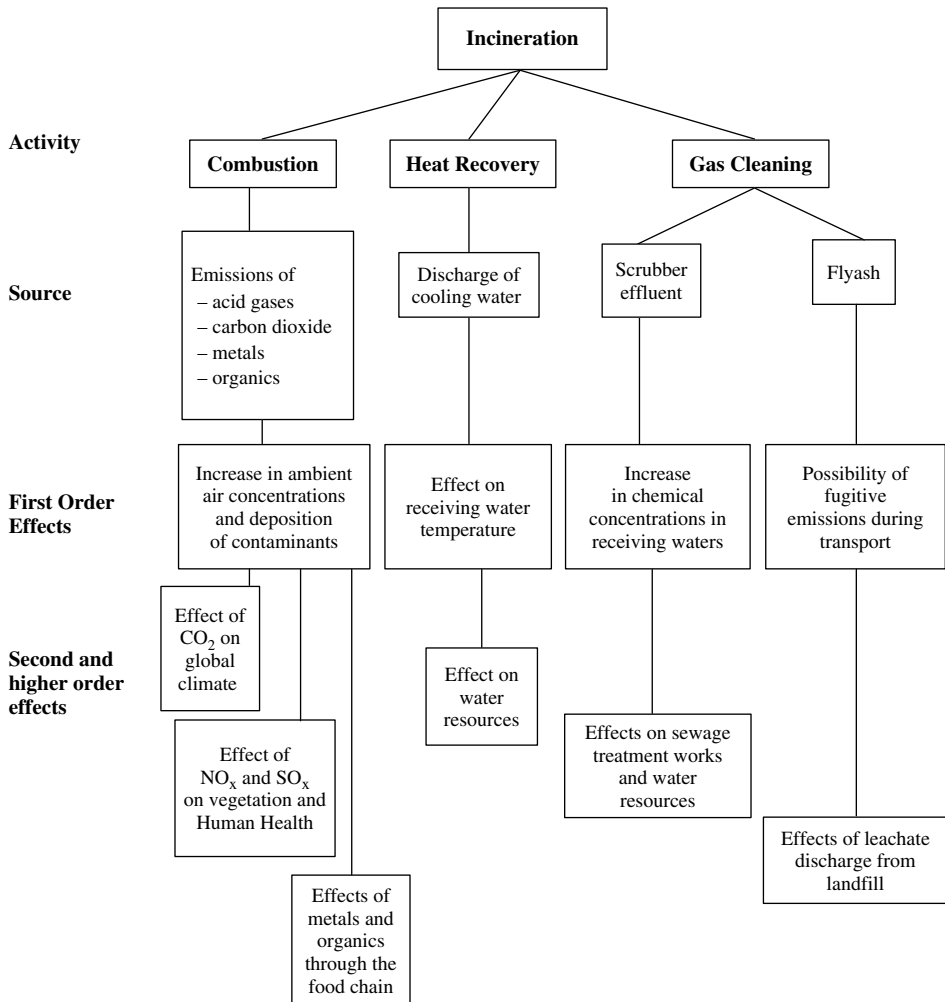 Incineration
Activity
Combustion
Heat Recovery
Gas Cleaning
Source
Emissions of
– acid gases
– carbon dioxide
– metals
– organics
Discharge of
cooling water
Scrubber
effluent
Flyash
First Order
Effects
Increase in ambient
air concentrations
and deposition
of contaminants
Effect on
receiving water
temperature
Increase
in chemical
concentrations in
receiving waters
Possibility of
fugitive
emissions during
transport
Second and
higher order
effects
Effect of
CO₂ on
global
climate
Effect of
NOₓ and SOₓ
on vegetation and
Human Health
Effects of
metals and
organics
through the
food chain
Effect on
water
resources
Effects on sewage
treatment works
and water
resources
Effects of leachate
discharge from
landfill